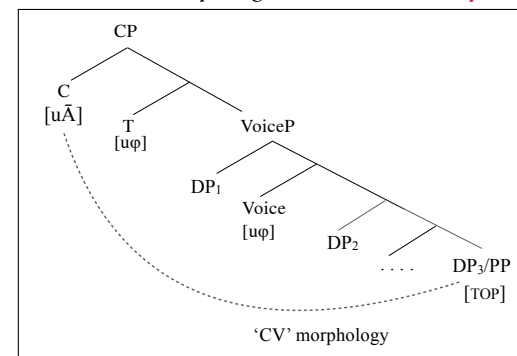 CP
C
[uĀ]
T
[uφ]
VoiceP
DP₁
Voice
[uφ]
DP₂
. . . .
DP₃/PP
[TOP]
‘CV’ morphology